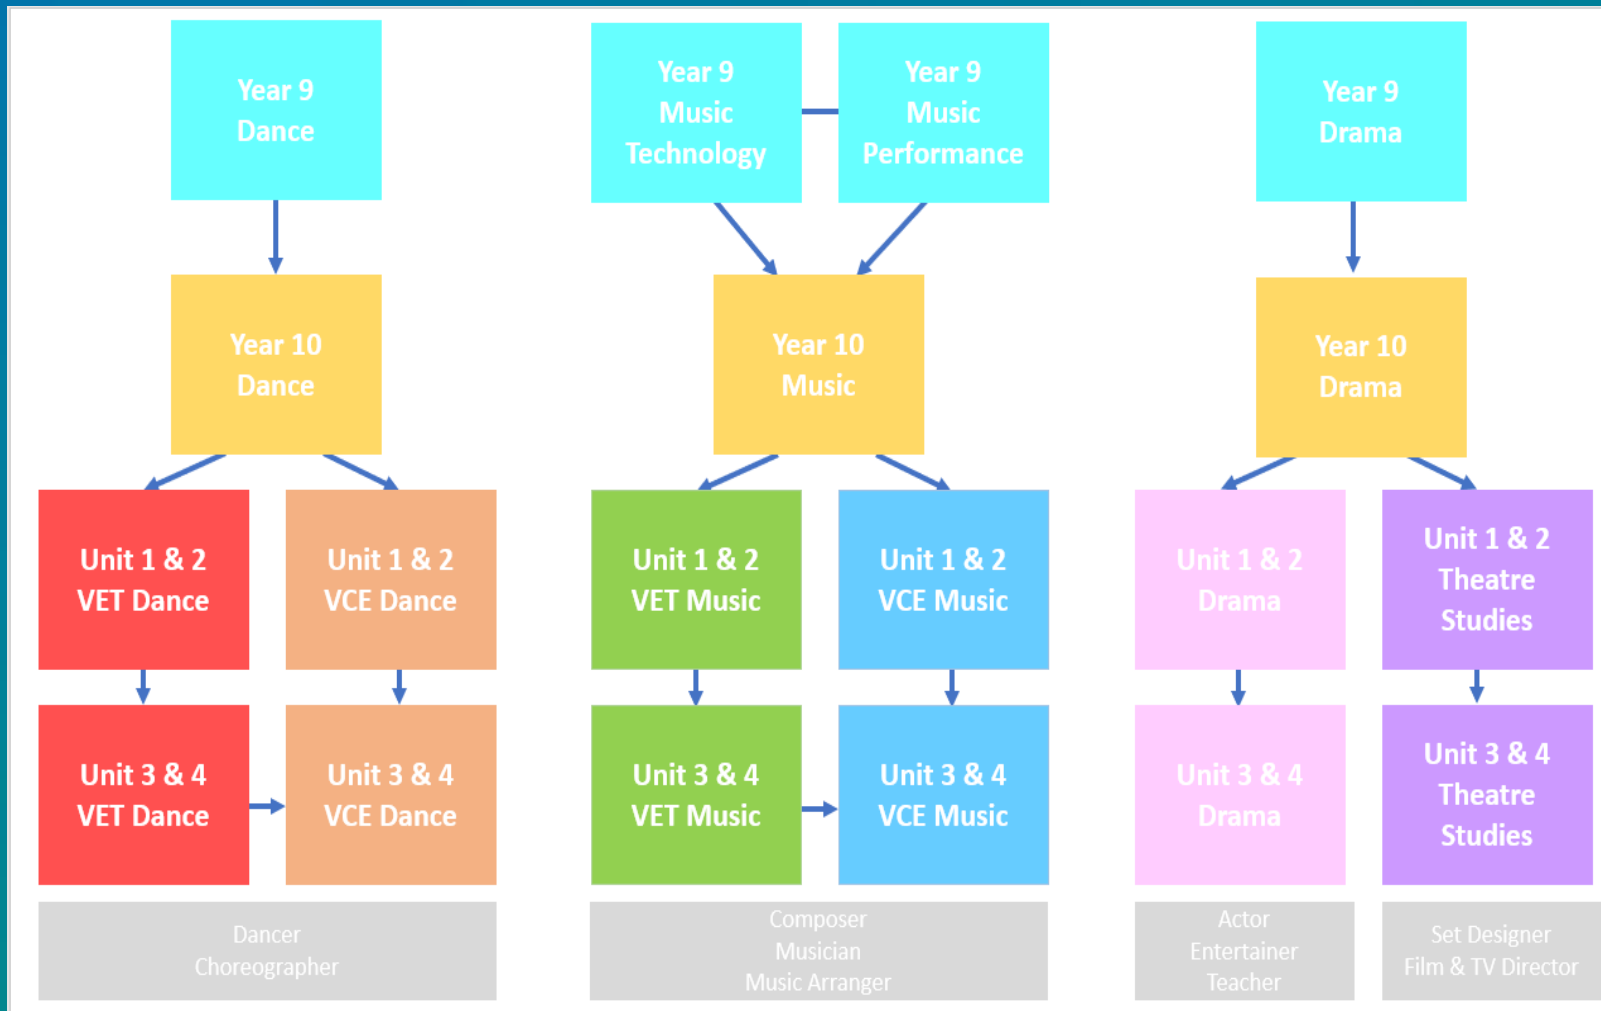 Year 9
Dance
Year 9
Music
Technology
Year 9
Music
Performance
Year 9
Drama
Year 10
Dance
Year 10
Music
Year 10
Drama
Unit 1 & 2
VET Dance
Unit 1 & 2
VCE Dance
Unit 1 & 2
VET Music
Unit 1 & 2
VCE Music
Unit 1 & 2
Drama
Unit 1 & 2
Theatre
Studies
Unit 3 & 4
VET Dance
Unit 3 & 4
VCE Dance
Unit 3 & 4
VET Music
Unit 3 & 4
VCE Music
Unit 3 & 4
Drama
Unit 3 & 4
Theatre
Studies
Dancer
Choreographer
Composer
Musician
Music Arranger
Actor
Entertainer
Teacher
Set Designer
Film & TV Director